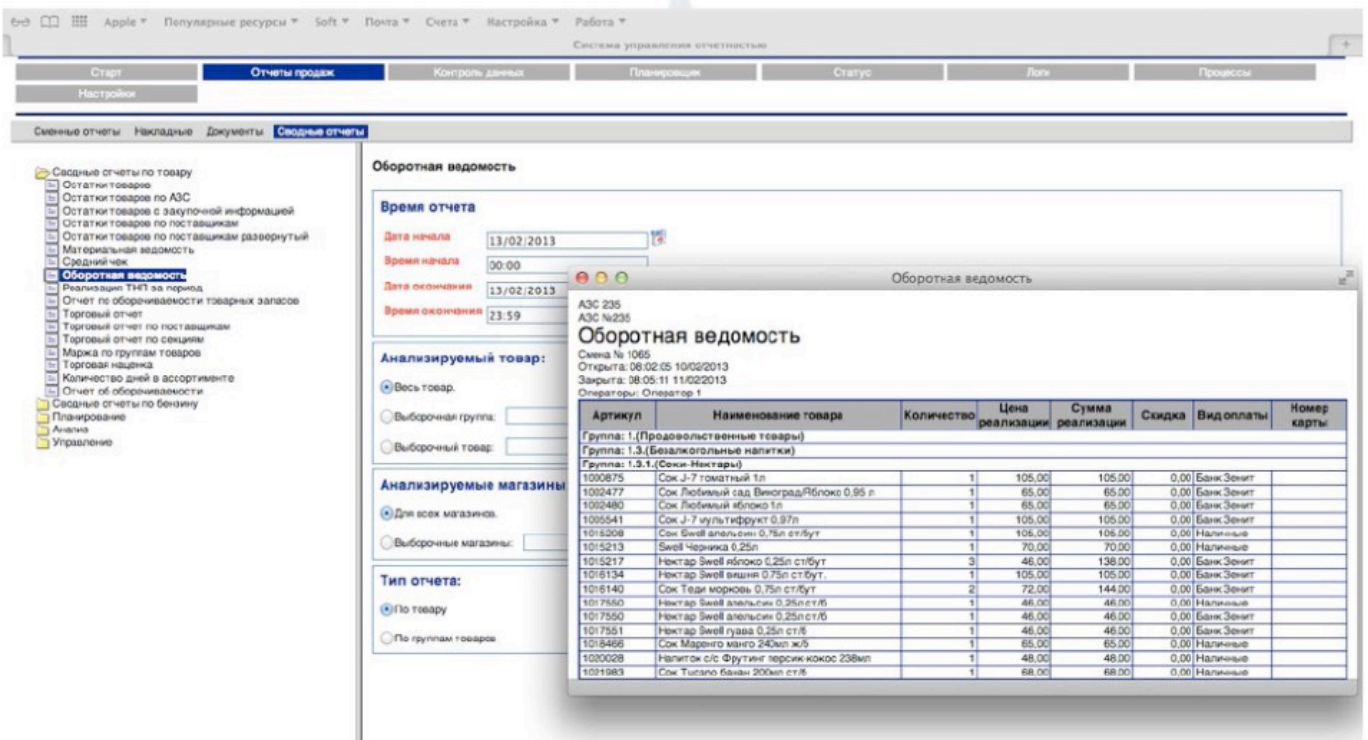 Apple Популярные ресурсы Soft Почта Счета Настройка Работа
Система управления отчетностью
Старт Отчеты продаж Контроль данных Планировщик Статус Логи Процессы
Настройки
Сменные отчеты Накладные Документы Сводные отчеты
Сводные отчеты по товару
Остатки товаров
Остатки товаров по АЗС
Остатки товаров с закупочной информацией
Остатки товаров по поставщикам
Остатки товаров по поставщикам развернутый
Материальная ведомость
Средний чек
Оборотная ведомость
Реализация ТНП за период
Отчет по оборачиваемости товарных запасов
Торговый отчет
Торговый отчет по поставщикам
Торговый отчет по секциям
Маржа по группам товаров
Торговая наценка
Количество дней в ассортименте
Отчет об оборачиваемости
Сводные отчеты по бензину
Планирование
Анализ
Управление
Оборотная ведомость
Время отчета
Дата начала 13/02/2013
Время начала 00:00
Дата окончания 13/02/2013
Время окончания 23:59
Анализируемый товар:
Весь товар.
Выборочная группа:
Выборочный товар:
Анализируемые магазины
Для всех магазинов.
Выборочные магазины:
Тип отчета:
По товару
По группам товаров
Оборотная ведомость
АЗС 235
АЗС №235
Оборотная ведомость
Смена № 1065
Открыта: 08:02:05 10/02/2013
Закрыта: 08:05:11 11/02/2013
Операторы: Оператор 1
Артикул Наименование товара Количество Цена реализации Сумма реализации Скидка Вид оплаты Номер карты
Группа: 1.(Продовольственные товары)
Группа: 1.3.(Безалкогольные напитки)
Группа: 1.3.1.(Соки-Нектары)
1000875 Сок J-7 томатный 1л 1 105,00 105,00 0,00 Банк Зенит
1002477 Сок Любимый сад Виноград/Яблоко 0,95 л 1 65,00 65,00 0,00 Банк Зенит
1002480 Сок Любимый яблоко 1л 1 65,00 65,00 0,00 Банк Зенит
1005541 Сок J-7 мультифрукт 0,97л 1 105,00 105,00 0,00 Банк Зенит
1015208 Сок Swell апельсин 0,75л ст/бут 1 105,00 105,00 0,00 Наличные
1015213 Swell Черника 0,25л 1 70,00 70,00 0,00 Наличные
1015217 Нектар Swell яблоко 0,25л ст/бут 3 46,00 138,00 0,00 Банк Зенит
1016134 Нектар Swell вишня 0,75л ст/бут. 1 105,00 105,00 0,00 Банк Зенит
1016140 Сок Теди морковь 0,75л ст/бут 2 72,00 144,00 0,00 Банк Зенит
1017550 Нектар Swell апельсин 0,25л ст/б 1 46,00 46,00 0,00 Наличные
1017550 Нектар Swell апельсин 0,25л ст/б 1 46,00 46,00 0,00 Банк Зенит
1017551 Нектар Swell гуава 0,25л ст/б 1 46,00 46,00 0,00 Банк Зенит
1018466 Сок Маренго манго 240мл ж/б 1 65,00 65,00 0,00 Наличные
1020028 Напиток с/с Фрутинг персик-кокос 238мл 1 48,00 48,00 0,00 Наличные
1021983 Сок Tucano банан 200мл ст/б 1 68,00 68,00 0,00 Наличные